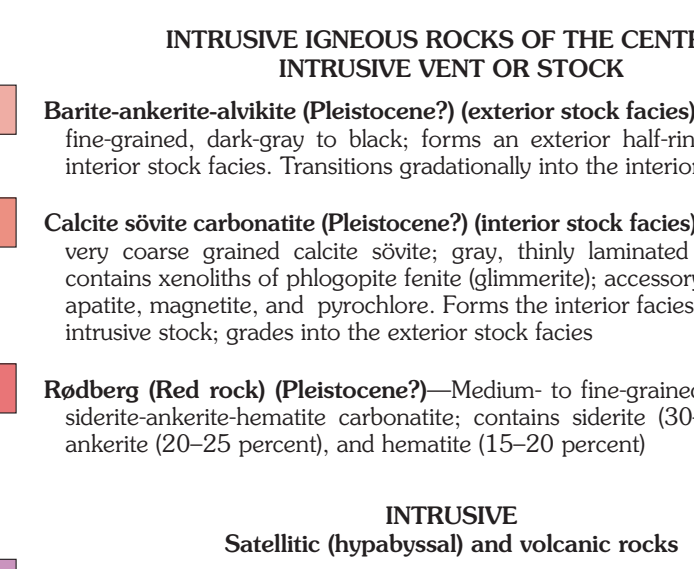 INTRUSIVE IGNEOUS ROCKS OF THE
INTRUSIVE VENT OR STOCK
Barite-ankerite-alvikite (Pleistocene?) (exterior stock facies)
fine-grained, dark-gray to black; forms an exterior
interior stock facies. Transitions gradationally into the
Calcite sövite carbonatite (Pleistocene?) (interior stock facies)
very coarse grained calcite sövite; gray, thinly laminated
contains xenoliths of phlogopite fenite (glimmerite); accessory
apatite, magnetite, and pyrochlore. Forms the interior facies
intrusive stock; grades into the exterior stock facies
Rødberg (Red rock) (Pleistocene?)—Medium- to fine-grained
siderite-ankerite-hematite carbonatite; contains siderite (30-
ankerite (20–25 percent), and hematite (15–20 percent)
INTRUSIVE
Satellitic (hypabyssal) and volcanic rocks